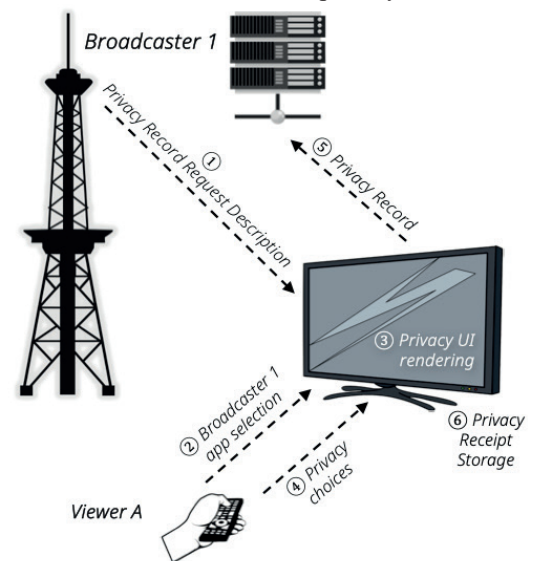 Broadcaster 1
Privacy Record Request Description
①
⑤ Privacy Record
③ Privacy UI
rendering
② Broadcaster 1
app selection
④ Privacy
choices
⑥ Privacy
Receipt
Storage
Viewer A